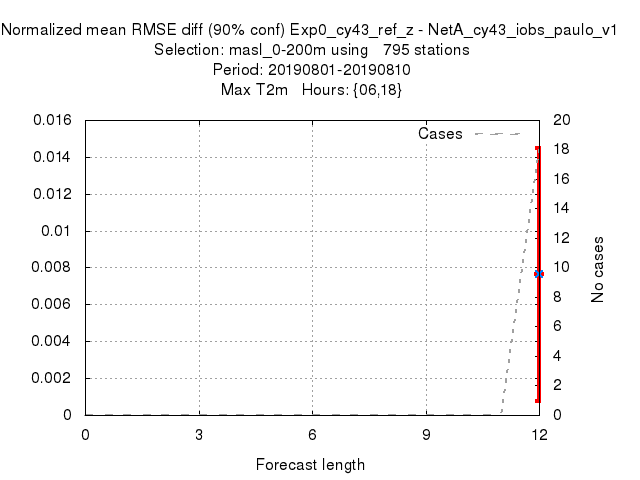 Normalized mean RMSE diff (90% conf) Exp0_cy43_ref_z - NetA_cy43_iobs_paulo_v1
Selection: masl_0-200m using 795 stations
Period: 20190801-20190810
Max T2m Hours: {06,18}
Cases
0.016
0.014
0.012
0.01
0.008
0.006
0.004
0.002
0
20
18
16
14
12
10
8
6
4
2
0
No cases
0 3 6 9 12
Forecast length